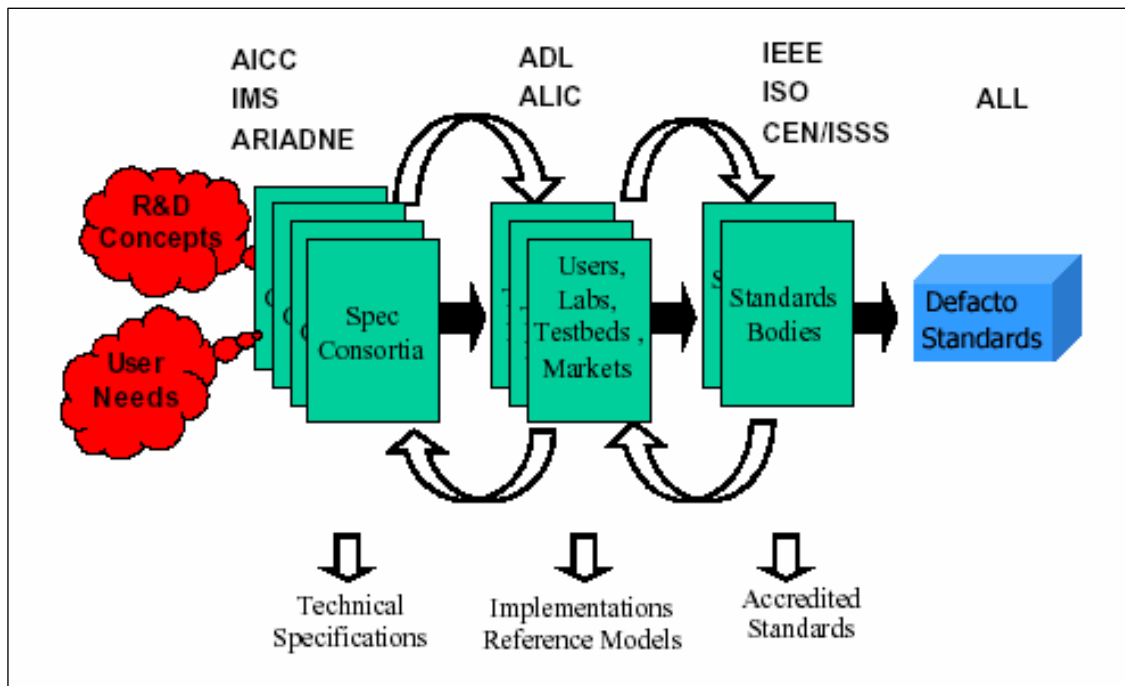 AICC
IMS
ARIADNE
ADL
ALIC
IEEE
ISO
CEN/ISSS
ALL
R&D
Concepts
User
Needs
Spec
Consortia
Users,
Labs,
Testbeds ,
Markets
Standards
Bodies
Defacto
Standards
Technical
Specifications
Implementations
Reference Models
Accredited
Standards